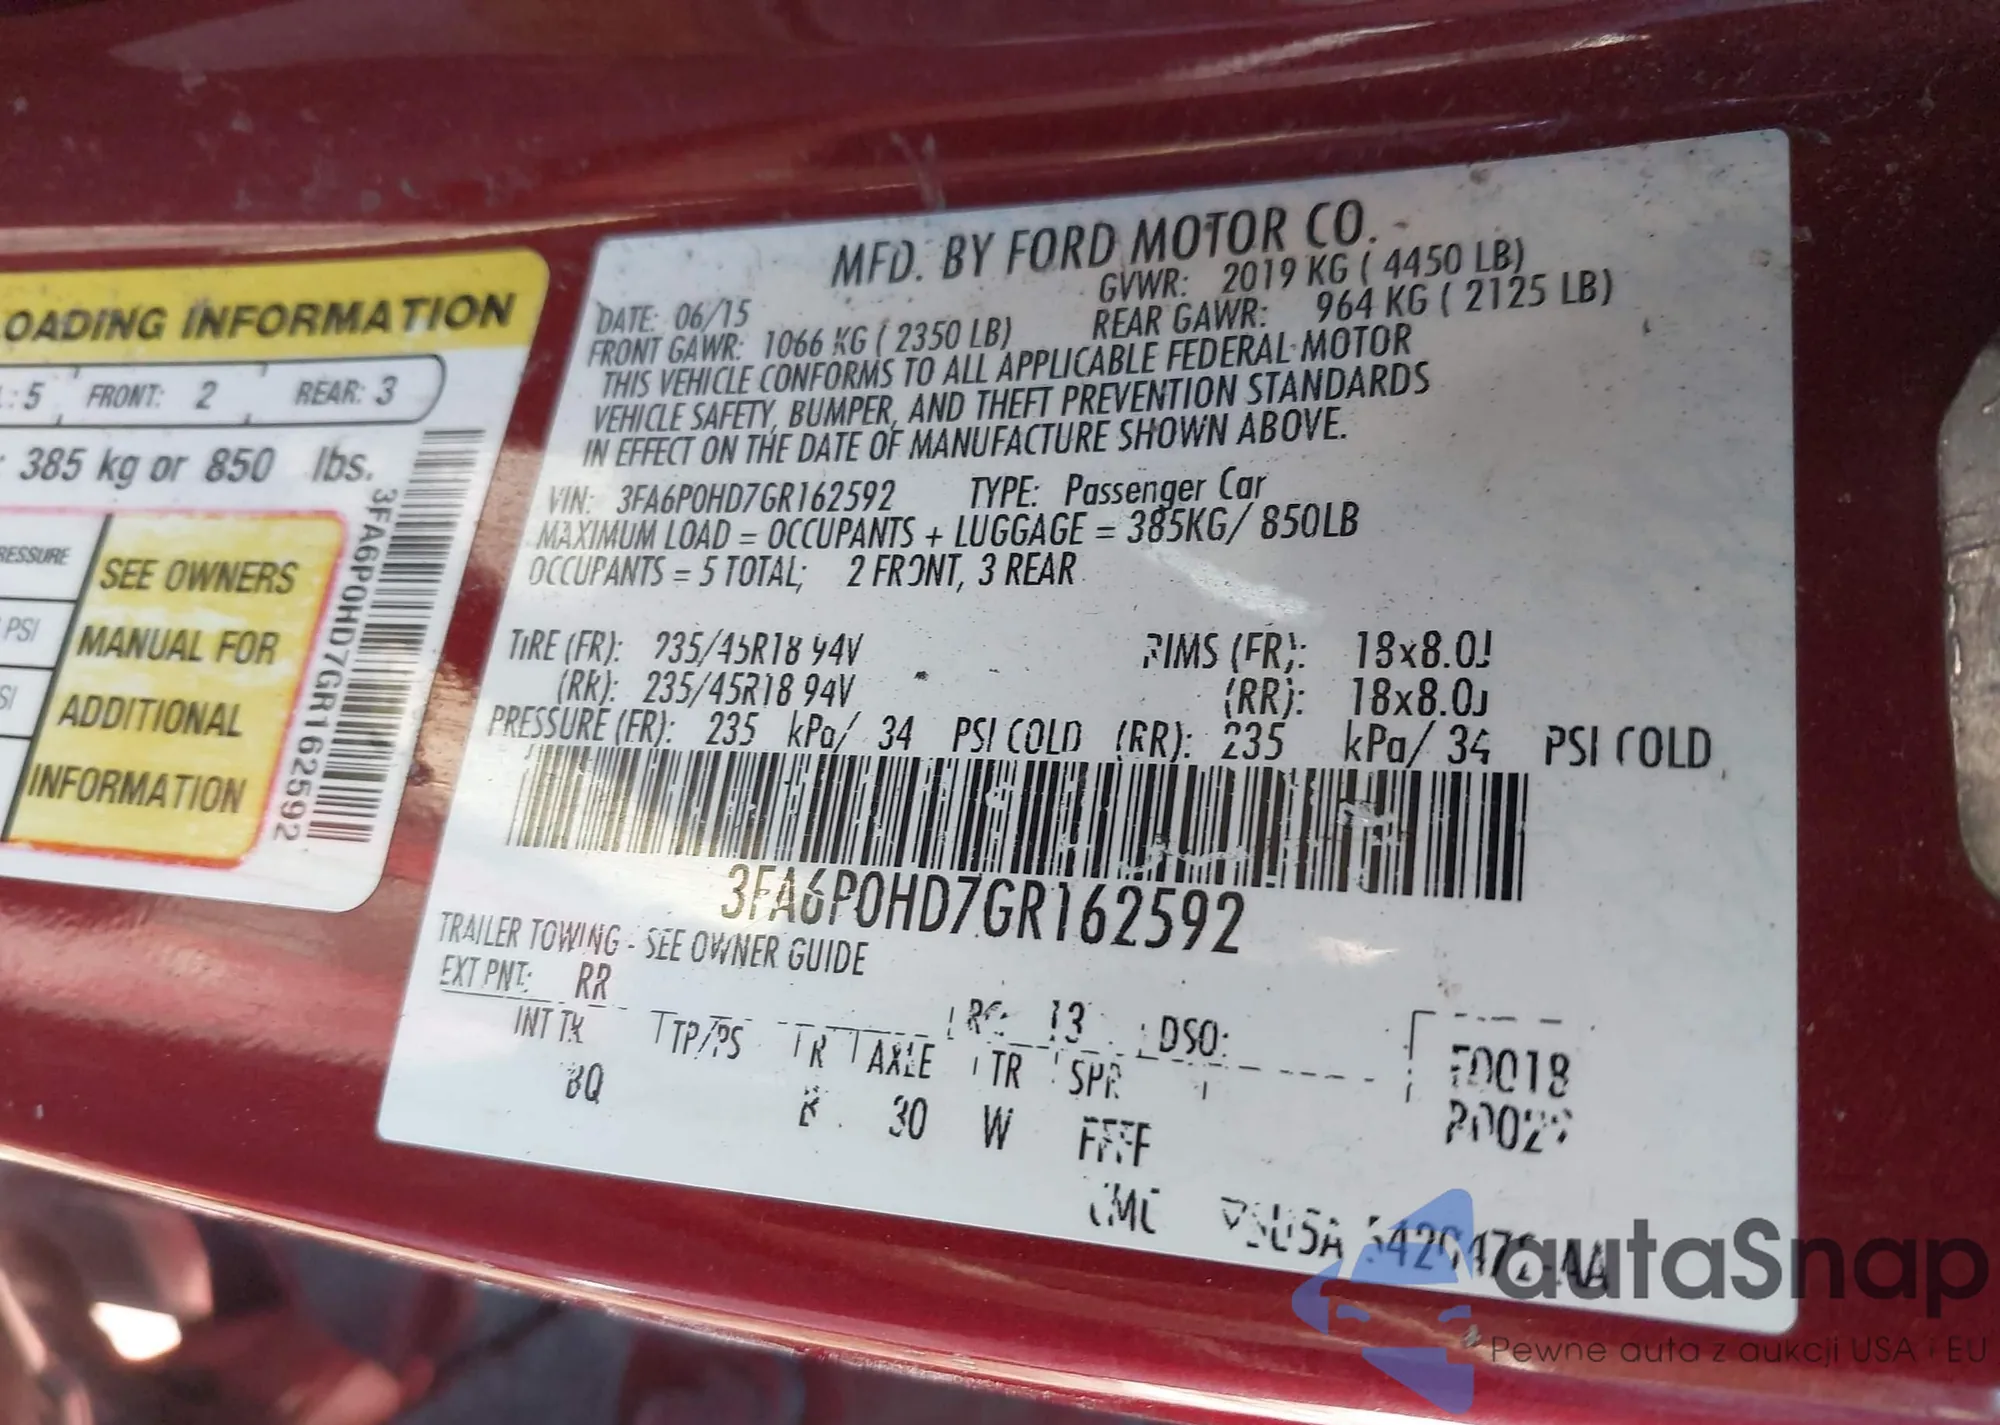 OADING INFORMATION
: 5 FRONT: 2 REAR: 3
: 385 kg or 850 lbs.
RESSURE
PSI
SI
SEE OWNERS
MANUAL FOR
ADDITIONAL
INFORMATION
3FA6P0HD7GR162592
MFD. BY FORD MOTOR CO.
DATE: 06/15 GVWR: 2019 KG ( 4450 LB)
FRONT GAWR: 1066 KG ( 2350 LB) REAR GAWR: 964 KG ( 2125 LB)
THIS VEHICLE CONFORMS TO ALL APPLICABLE FEDERAL MOTOR
VEHICLE SAFETY, BUMPER, AND THEFT PREVENTION STANDARDS
IN EFFECT ON THE DATE OF MANUFACTURE SHOWN ABOVE.
VIN: 3FA6P0HD7GR162592 TYPE: Passenger Car
MAXIMUM LOAD = OCCUPANTS + LUGGAGE = 385KG/ 850LB
OCCUPANTS = 5 TOTAL; 2 FRONT, 3 REAR
TIRE (FR): 235/45R18 94V RIMS (FR): 18x8.0J
(RR): 235/45R18 94V (RR): 18x8.0J
PRESSURE (FR): 235 kPa/ 34 PSI COLD (RR): 235 kPa/ 34 PSI COLD
3FA6P0HD7GR162592
TRAILER TOWING - SEE OWNER GUIDE
EXT PNT: RR RC: 13 DSO:
INT TR TP/PS R AXLE TR SPR
BQ 30 W FFFF
autaSnap
Pewne auta z aukcji USA i EU